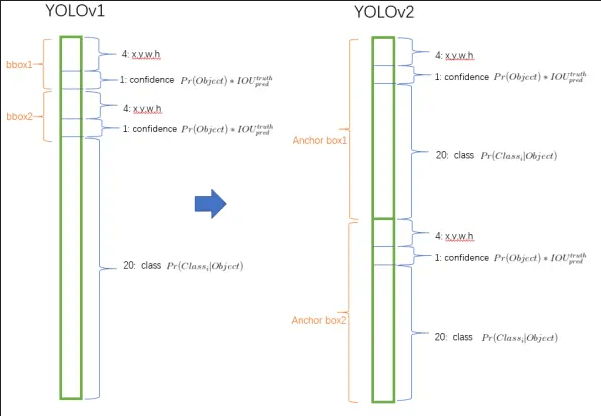 YOLOv1
bbox1
4: x,y,w,h
1: confidence Pr(Object) * IOU^{truth}_{pred}
bbox2
4: x,y,w,h
1: confidence Pr(Object) * IOU^{truth}_{pred}
20: class Pr(Class_i|Object)
YOLOv2
Anchor box1
4: x,y,w,h
1: confidence Pr(Object) * IOU^{truth}_{pred}
20: class Pr(Class_i|Object)
Anchor box2
4: x,y,w,h
1: confidence Pr(Object) * IOU^{truth}_{pred}
20: class Pr(Class_i|Object)